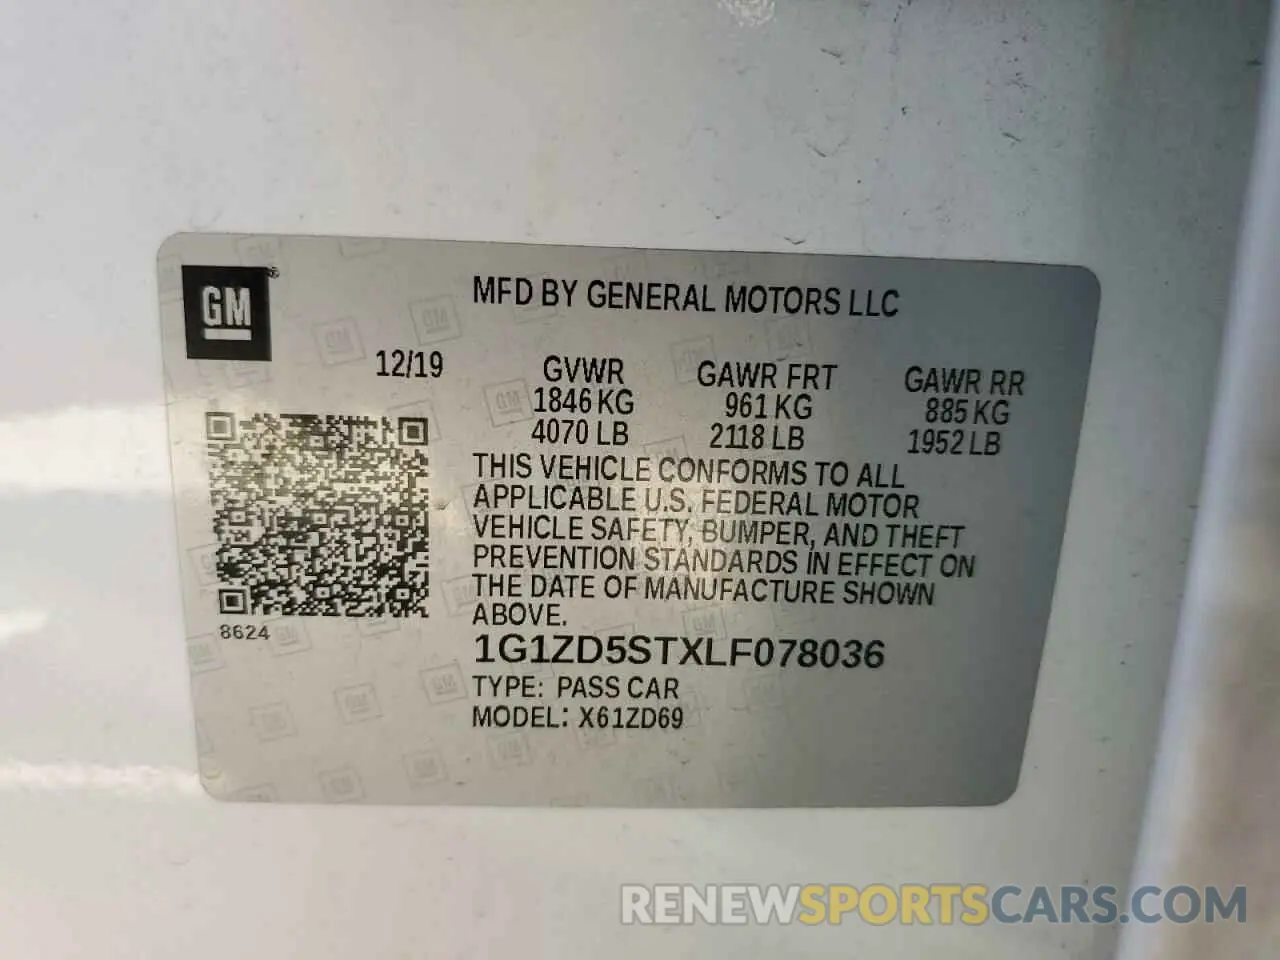 GM®
MFD BY GENERAL MOTORS LLC
12/19
GVWR GAWR FRT GAWR RR
1846 KG 961 KG 885 KG
4070 LB 2118 LB 1952 LB
THIS VEHICLE CONFORMS TO ALL
APPLICABLE U.S. FEDERAL MOTOR
VEHICLE SAFETY, BUMPER, AND THEFT
PREVENTION STANDARDS IN EFFECT ON
THE DATE OF MANUFACTURE SHOWN
ABOVE.
8624
1G1ZD5STXLF078036
TYPE: PASS CAR
MODEL: X61ZD69
RENEWSPORTSCARS.COM